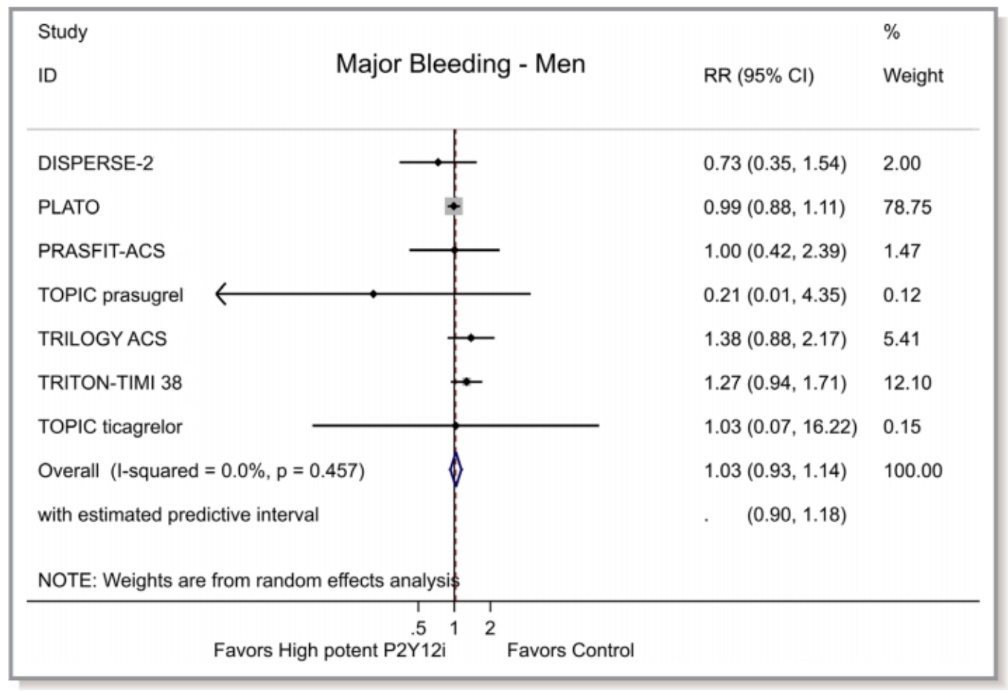 Study %
Major Bleeding - Men
ID RR (95% CI) Weight
DISPERSE-2 0.73 (0.35, 1.54) 2.00
PLATO 0.99 (0.88, 1.11) 78.75
PRASFIT-ACS 1.00 (0.42, 2.39) 1.47
TOPIC prasugrel 0.21 (0.01, 4.35) 0.12
TRILOGY ACS 1.38 (0.88, 2.17) 5.41
TRITON-TIMI 38 1.27 (0.94, 1.71) 12.10
TOPIC ticagrelor 1.03 (0.07, 16.22) 0.15
Overall (I-squared = 0.0%, p = 0.457) 1.03 (0.93, 1.14) 100.00
with estimated predictive interval . (0.90, 1.18)
NOTE: Weights are from random effects analysis
.5 1 2
Favors High potent P2Y12i Favors Control